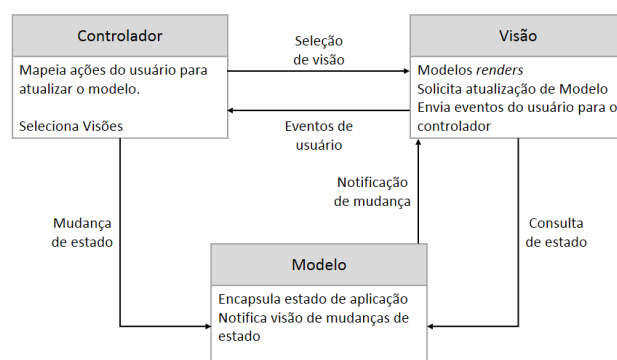 Controlador
Mapeia ações do usuário para
atualizar o modelo.
Seleciona Visões
Seleção
de visão
Eventos de
usuário
Visão
Modelos renders
Solicita atualização de Modelo
Envia eventos do usuário para o
controlador
Mudança
de estado
Notificação
de mudança
Consulta
de estado
Modelo
Encapsula estado de aplicação
Notifica visão de mudanças de
estado